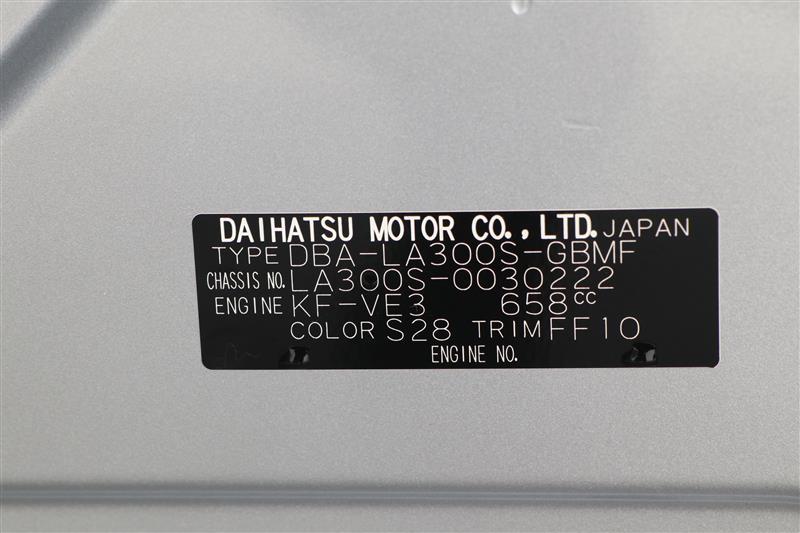 DAIHATSU MOTOR CO., LTD. JAPAN
TYPE DBA-LA300S-GBMF
CHASSIS NO. LA300S-0030222
ENGINE KF-VE3 658cc
COLOR S28 TRIM FF10
ENGINE NO.